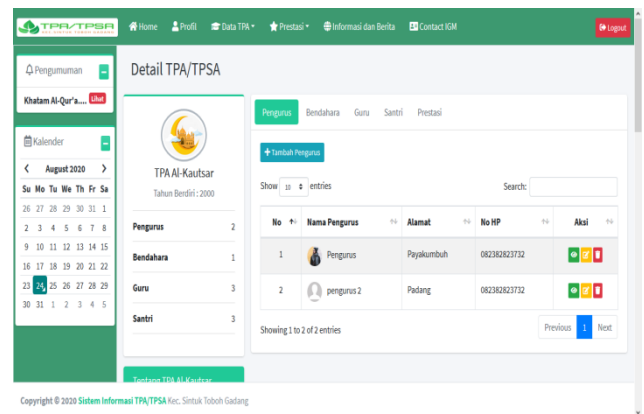 TPA/TPSA
KEC. SINTUK TOBOH GADANG
Home Profil Data TPA Prestasi Informasi dan Berita Contact IGM Logout
Pengumuman
Khatam Al-Qur'a.... Lihat
Kalender
August 2020
Su Mo Tu We Th Fr Sa
26 27 28 29 30 31 1
2 3 4 5 6 7 8
9 10 11 12 13 14 15
16 17 18 19 20 21 22
23 24 25 26 27 28 29
30 31 1 2 3 4 5
Detail TPA/TPSA
TPA Al-Kautsar
Tahun Berdiri : 2000
Pengurus 2
Bendahara 1
Guru 3
Santri 3
Tentang TPA Al-Kautsar
Pengurus Bendahara Guru Santri Prestasi
Tambah Pengurus
Show 10 entries Search:
No Nama Pengurus Alamat No HP Aksi
1 Pengurus Payakumbuh 082382823732
2 pengurus 2 Padang 082382823732
Showing 1 to 2 of 2 entries
Previous 1 Next
Copyright © 2020 Sistem Informasi TPA/TPSA Kec. Sintuk Toboh Gadang